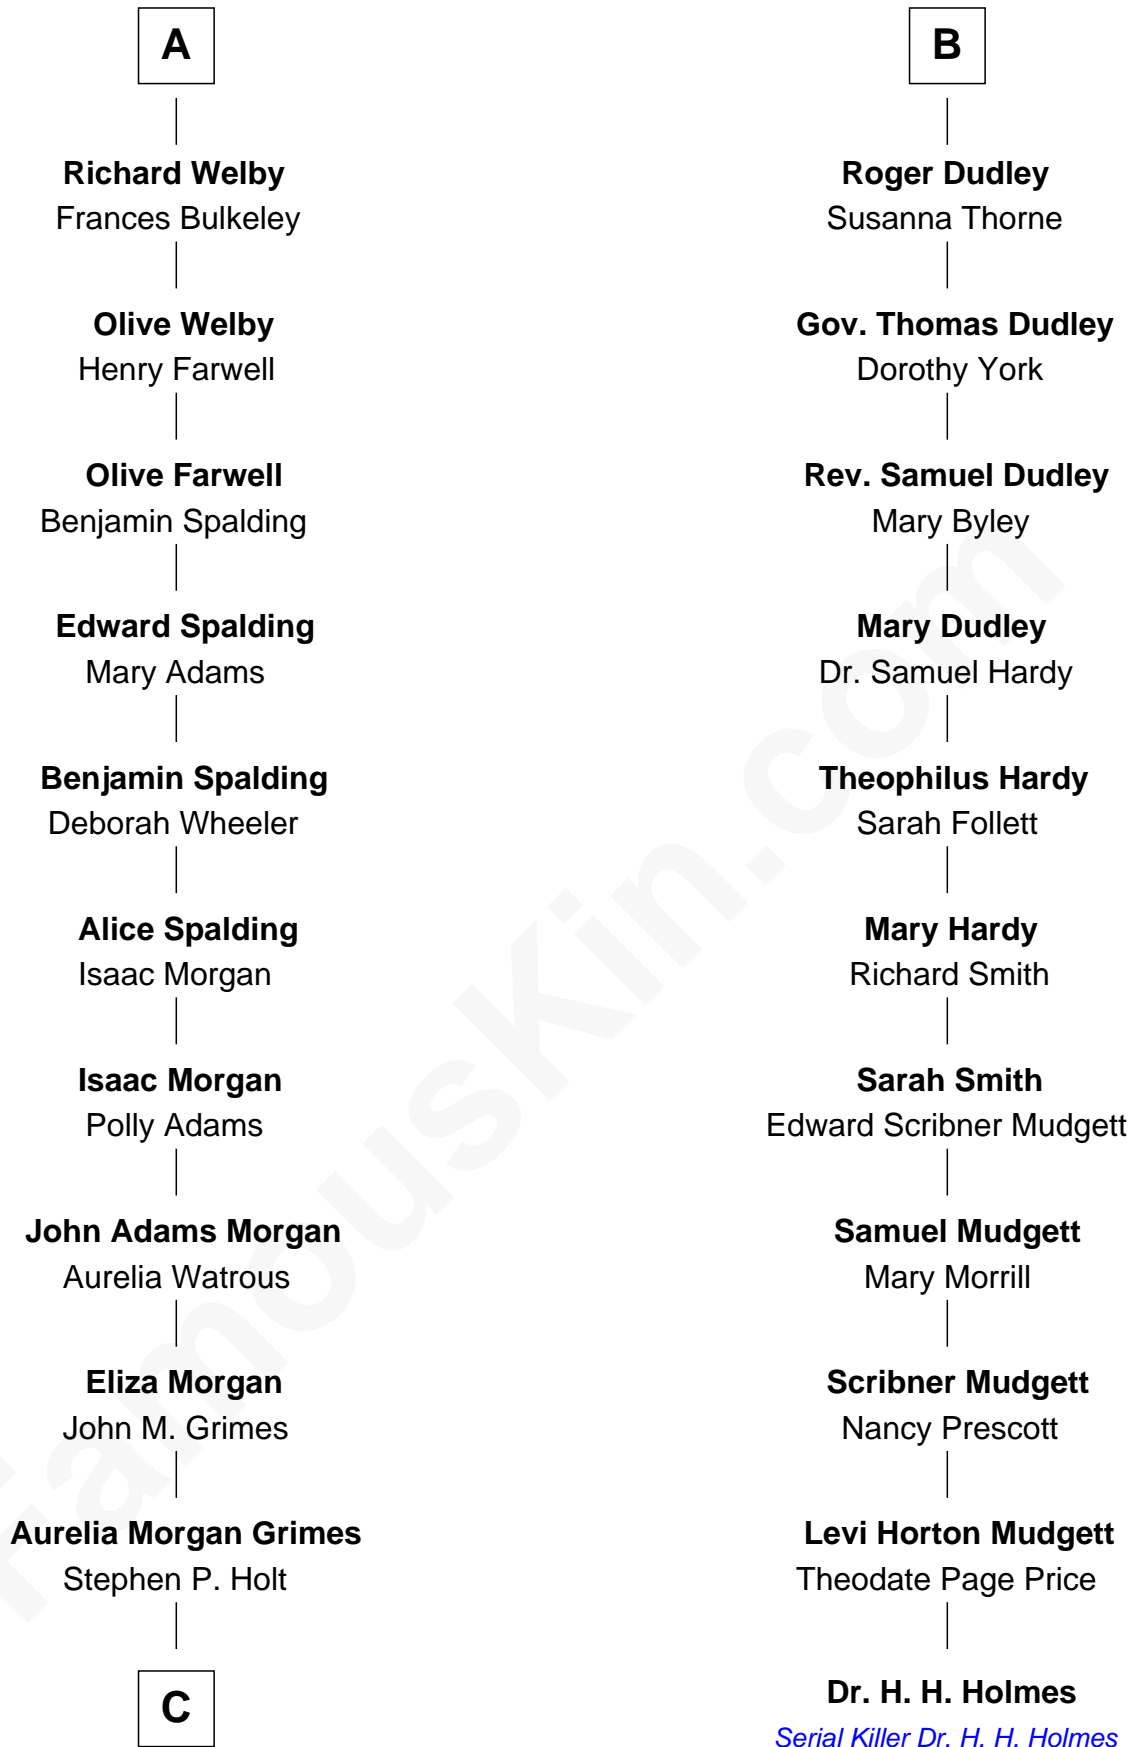 A
Richard Welby
Frances Bulkeley
Olive Welby
Henry Farwell
Olive Farwell
Benjamin Spalding
Edward Spalding
Mary Adams
Benjamin Spalding
Deborah Wheeler
Alice Spalding
Isaac Morgan
Isaac Morgan
Polly Adams
John Adams Morgan
Aurelia Watrous
Eliza Morgan
John M. Grimes
Aurelia Morgan Grimes
Stephen P. Holt
C
B
Roger Dudley
Susanna Thorne
Gov. Thomas Dudley
Dorothy York
Rev. Samuel Dudley
Mary Byley
Mary Dudley
Dr. Samuel Hardy
Theophilus Hardy
Sarah Follett
Mary Hardy
Richard Smith
Sarah Smith
Edward Scribner Mudgett
Samuel Mudgett
Mary Morrill
Scribner Mudgett
Nancy Prescott
Levi Horton Mudgett
Theodate Page Price
Dr. H. H. Holmes
Serial Killer Dr. H. H. Holmes
FamousKin.com